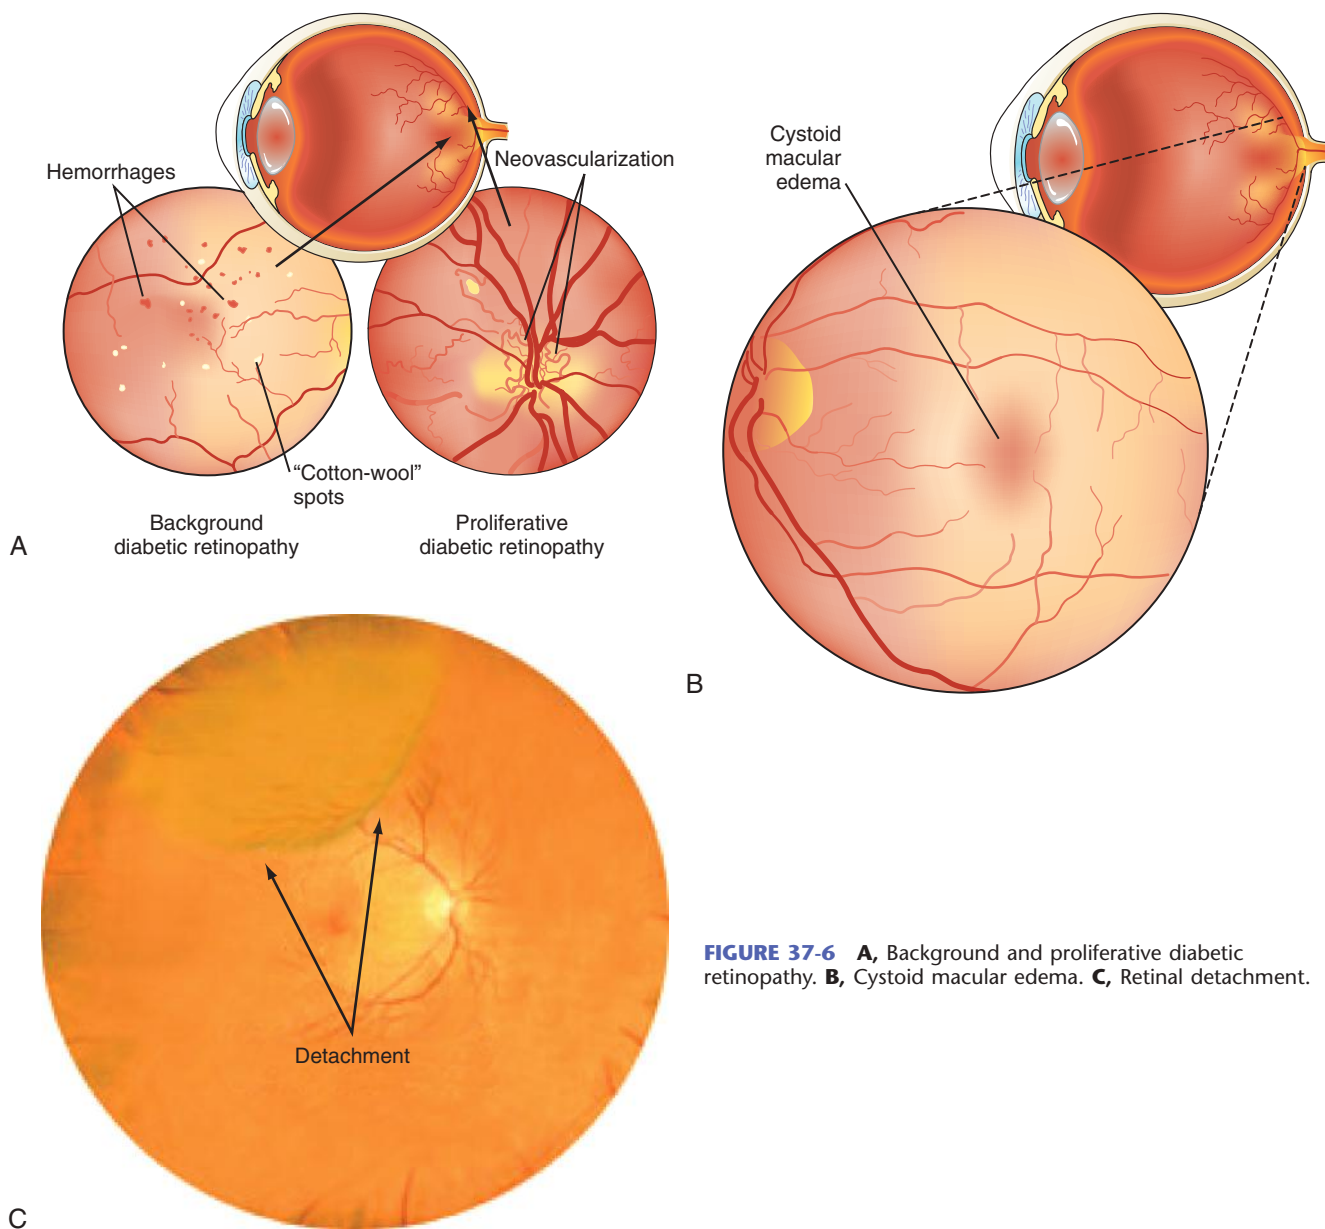 Hemorrhages
Neovascularization
“Cotton-wool”
spots
Background
diabetic retinopathy
Proliferative
diabetic retinopathy
A
Cystoid
macular
edema
B
Detachment
C
FIGURE 37-6 A, Background and proliferative diabetic
retinopathy. B, Cystoid macular edema. C, Retinal detachment.